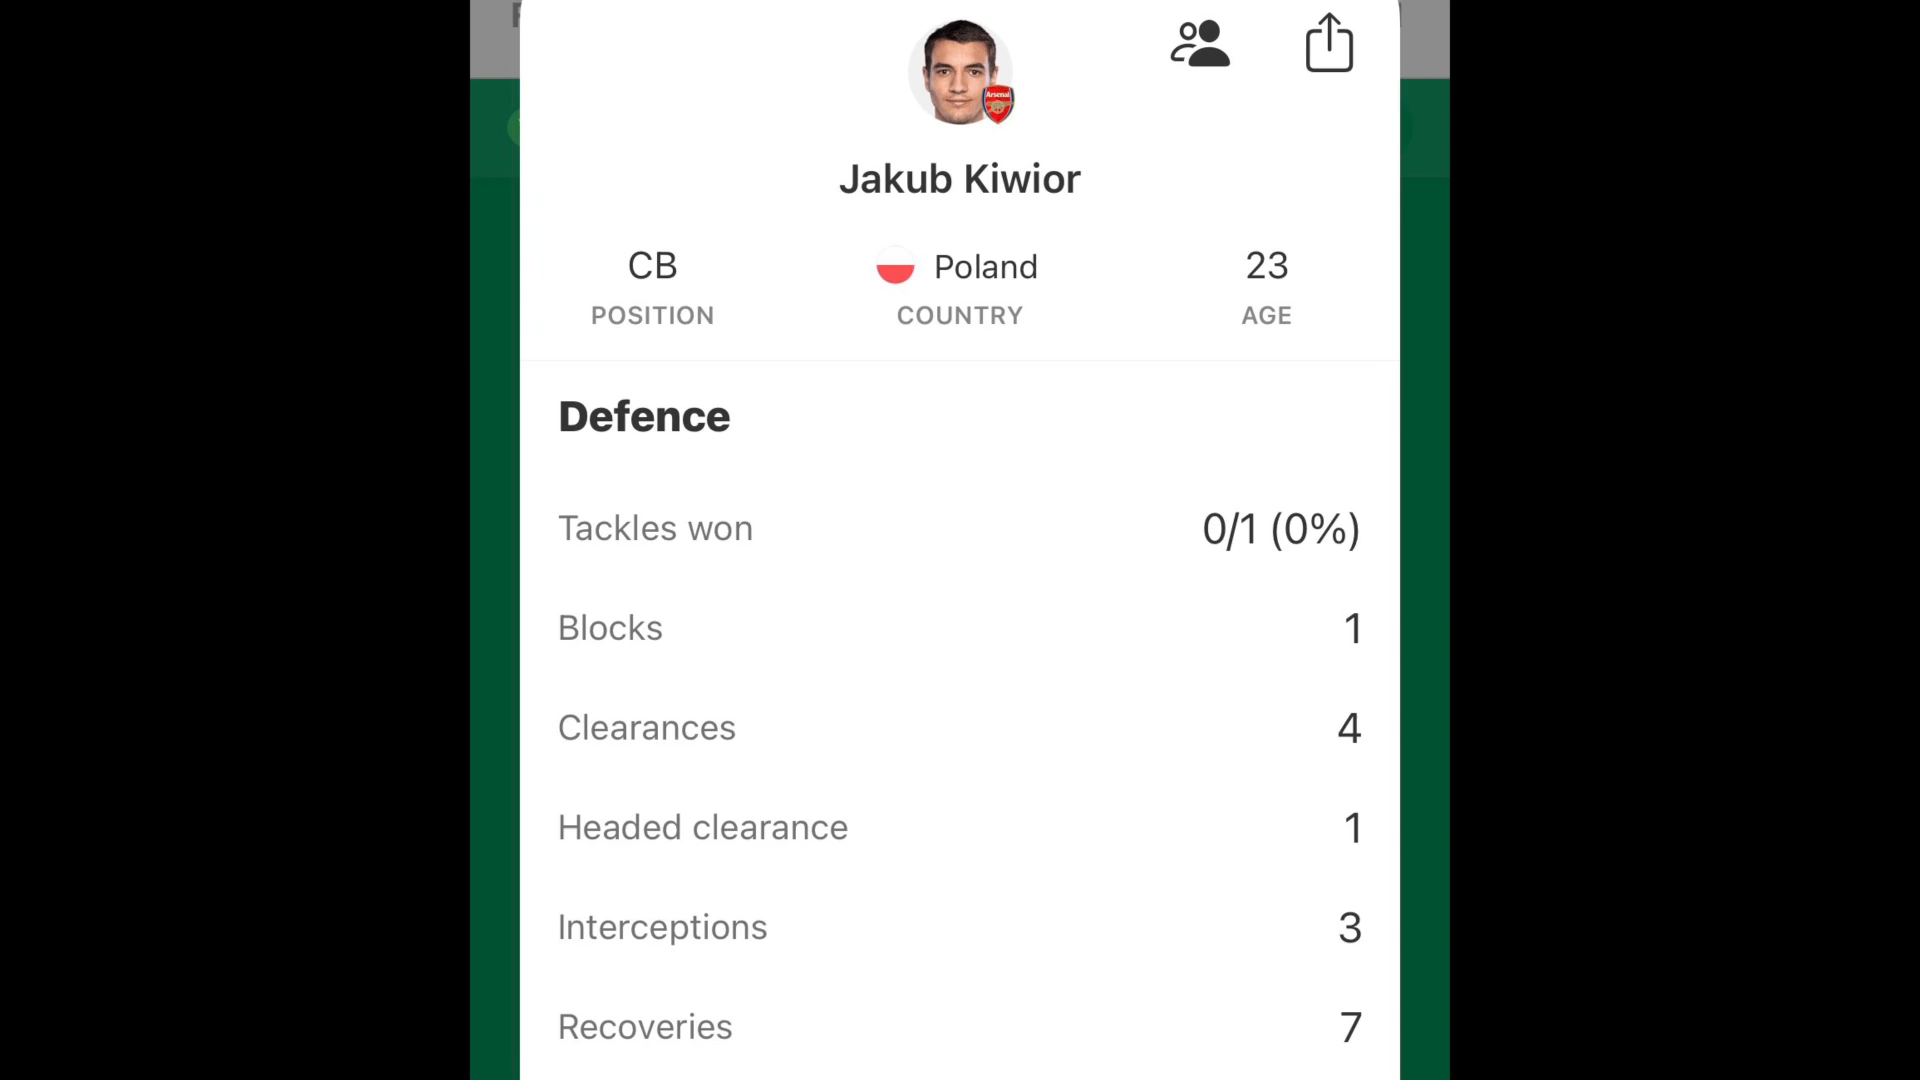 Arsenal
Jakub Kiwior
CB Poland 23
POSITION COUNTRY AGE
Defence
Tackles won 0/1 (0%)
Blocks 1
Clearances 4
Headed clearance 1
Interceptions 3
Recoveries 7